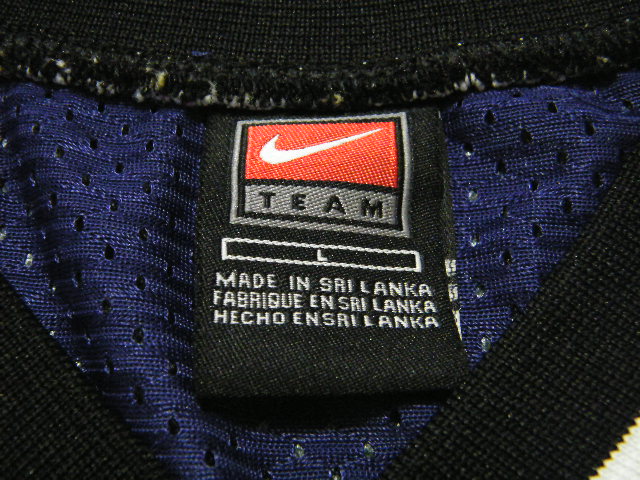 TEAM
L
MADE IN SRI LANKA
FABRIQUE EN SRI LANKA
HECHO EN SRI LANKA